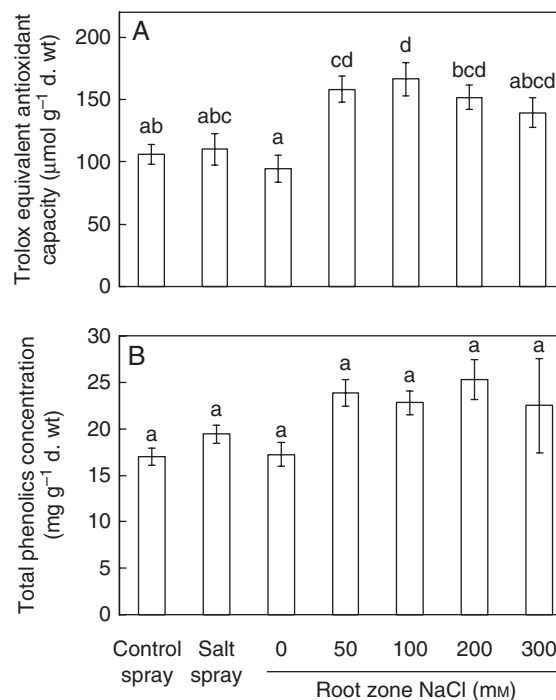 A
Trolox equivalent antioxidant
capacity (μmol g⁻¹ d. wt)
200
150
100
50
0
ab
abc
a
cd
d
bcd
abcd
B
Total phenolics concentration
(mg g⁻¹ d. wt)
30
25
20
15
10
5
0
a
a
a
a
a
a
a
Control
spray
Salt
spray
0
50
100
200
300
Root zone NaCl (mM)